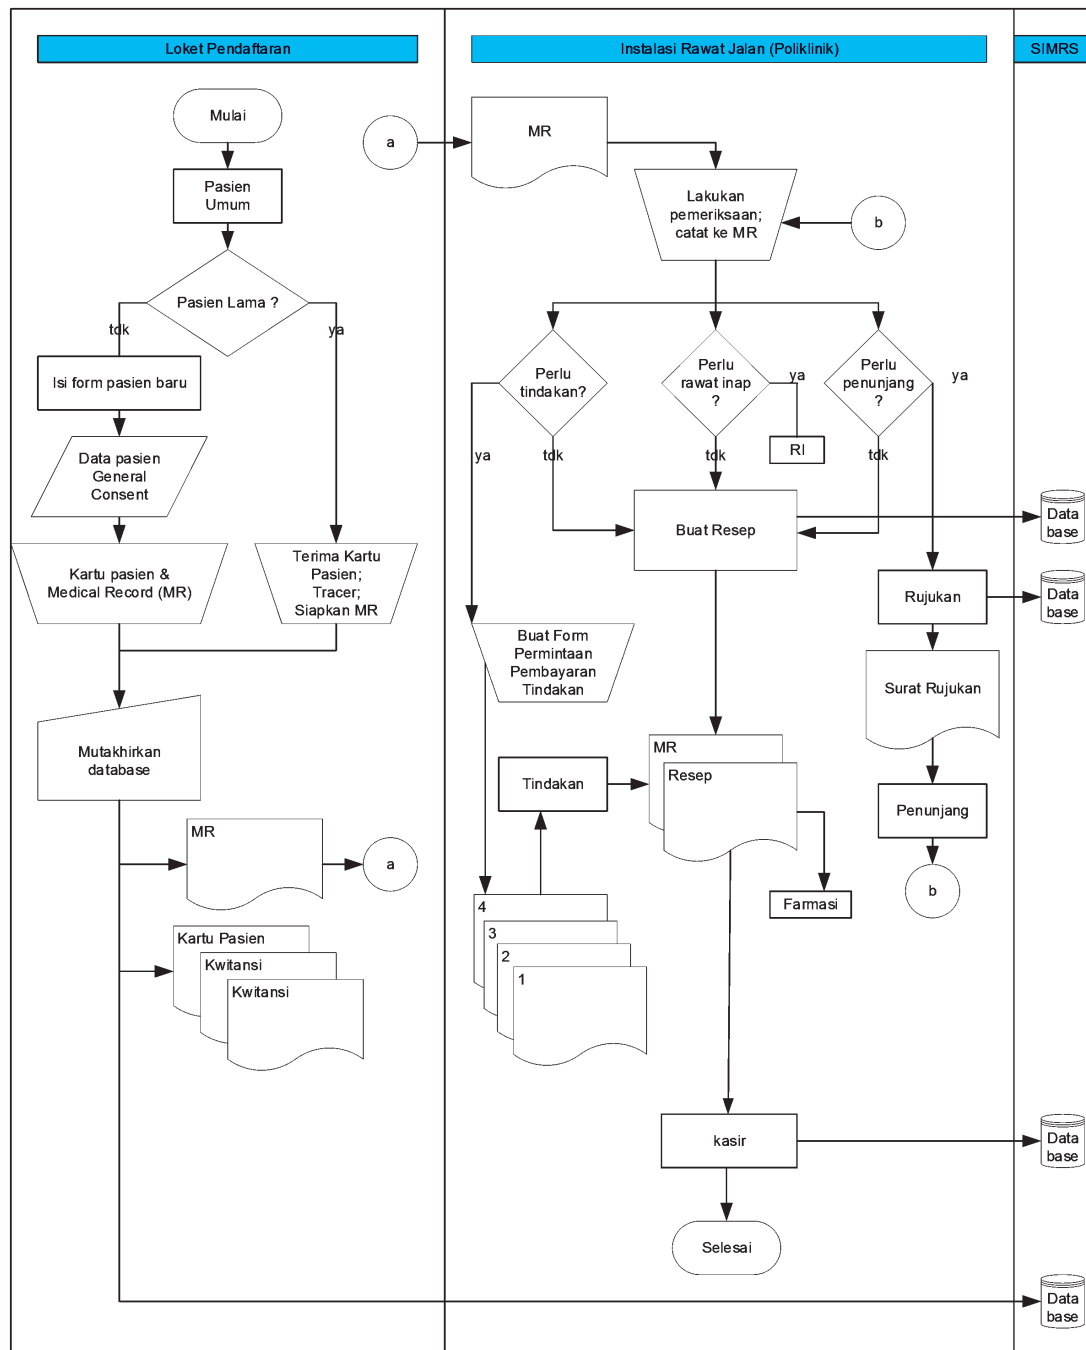 Loket Pendaftaran
Instalasi Rawat Jalan (Poliklinik)
SIMRS
Mulai
a
MR
Pasien
Umum
Lakukan
pemeriksaan;
catat ke MR
b
Pasien Lama ?
tdk
ya
Isi form pasien baru
Perlu
tindakan?
Perlu
rawat inap
?
ya
Perlu
penunjang
?
ya
ya
tdk
tdk
RI
tdk
Data pasien
General
Consent
Buat Resep
Data
base
Kartu pasien &
Medical Record (MR)
Terima Kartu
Pasien;
Tracer;
Siapkan MR
Rujukan
Data
base
Buat Form
Permintaan
Pembayaran
Tindakan
Surat Rujukan
Mutakhirkan
database
MR
Resep
Tindakan
Penunjang
MR
a
b
Farmasi
4
3
2
1
Kartu Pasien
Kwitansi
Kwitansi
kasir
Data
base
Selesai
Data
base